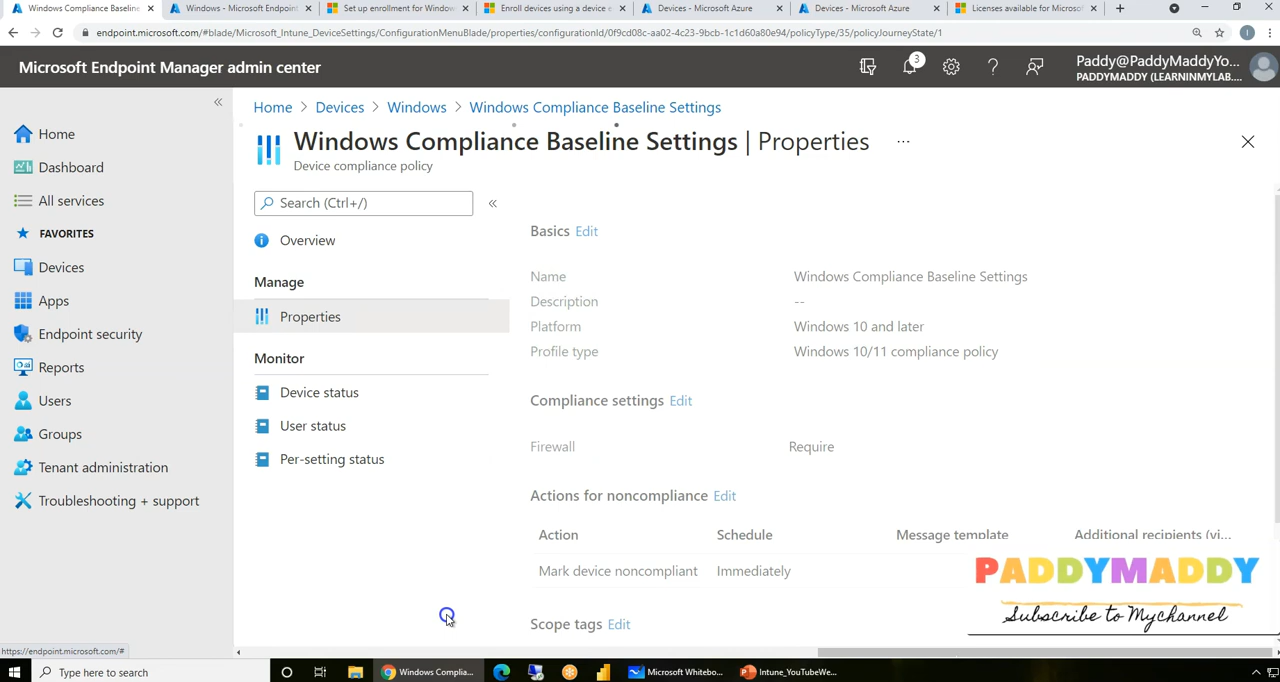 Windows Compliance Baseline
Windows - Microsoft Endpoint
Set up enrollment for Window
Enroll devices using a device e
Devices - Microsoft Azure
Devices - Microsoft Azure
Licenses available for Microsof
endpoint.microsoft.com/#blade/Microsoft_Intune_DeviceSettings/ConfigurationMenuBlade/properties/configurationId/0f9cd08c-aa02-4c23-9bcb-1c1d60a80e94/policyType/35/policyJourneyState/1
Microsoft Endpoint Manager admin center
3
Paddy@PaddyMaddyYo...
PADDYMADDY (LEARNINMYLAB....
Home > Devices > Windows > Windows Compliance Baseline Settings
Windows Compliance Baseline Settings | Properties ...
Device compliance policy
Home
Dashboard
All services
FAVORITES
Devices
Apps
Endpoint security
Reports
Users
Groups
Tenant administration
Troubleshooting + support
Search (Ctrl+/)
Overview
Manage
Properties
Monitor
Device status
User status
Per-setting status
Basics Edit
Name Windows Compliance Baseline Settings
Description --
Platform Windows 10 and later
Profile type Windows 10/11 compliance policy
Compliance settings Edit
Firewall Require
Actions for noncompliance Edit
Action Schedule Message template Additional recipients (vi...
Mark device noncompliant Immediately
Scope tags Edit
PADDYMADDY
Subscribe to Mychannel
https://endpoint.microsoft.com/#
Type here to search
Windows Complia...
Microsoft Whitebo...
Intune_YouTubeWe...